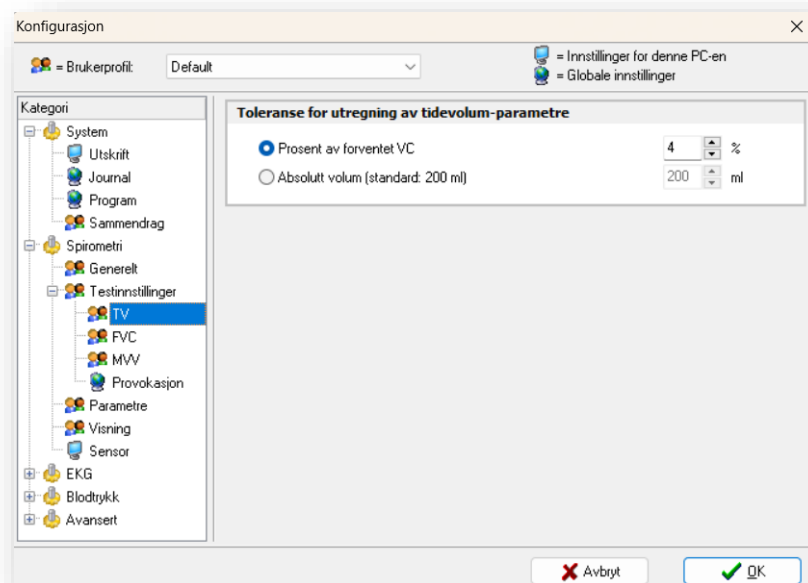 Konfigurasjon
= Brukerprofil:
Default
= Innstillinger for denne PC-en
= Globale innstillinger
Kategori
System
Utskrift
Journal
Program
Sammendrag
Spirometri
Generelt
Testinnstillinger
TV
FVC
MVV
Provokasjon
Parametre
Visning
Sensor
EKG
Blodtrykk
Avansert
Toleranse for utregning av tidevolum-parametre
Prosent av forventet VC 4 %
Absolutt volum (standard: 200 ml) 200 ml
Avbryt
OK